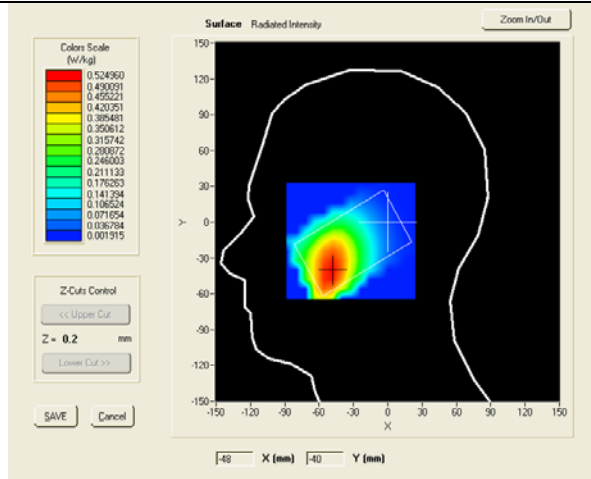 Surface Radiated Intensity
Zoom In/Out
Colors Scale
(W/kg)
0.524960
0.490091
0.455221
0.420351
0.385481
0.350612
0.315742
0.280872
0.246003
0.211133
0.176263
0.141394
0.106524
0.071654
0.036784
0.001915
Z-Cuts Control
<< Upper Cut
Z = 0.2 mm
Lower Cut >>
SAVE Cancel
150
120
90
60
30
0
-30
-60
-90
-120
-150
Y
-150 -120 -90 -60 -30 0 30 60 90 120 150
X
-48 X (mm) -40 Y (mm)